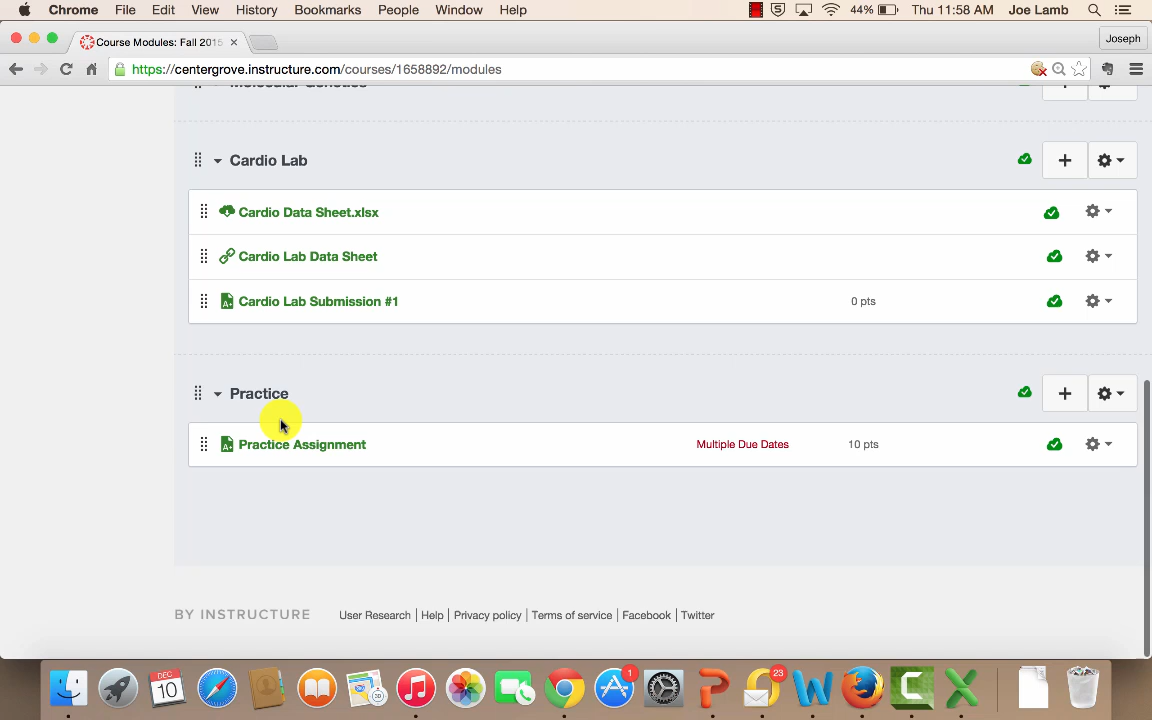 Chrome File Edit View History Bookmarks People Window Help 44% Thu 11:58 AM Joe Lamb
Course Modules: Fall 2015 Joseph
https://centergrove.instructure.com/courses/1658892/modules
Molecular Genetics
Cardio Lab
Cardio Data Sheet.xlsx
Cardio Lab Data Sheet
Cardio Lab Submission #1 0 pts
Practice
Practice Assignment Multiple Due Dates 10 pts
BY INSTRUCTURE User Research Help Privacy policy Terms of service Facebook Twitter
DEC 10 1 23